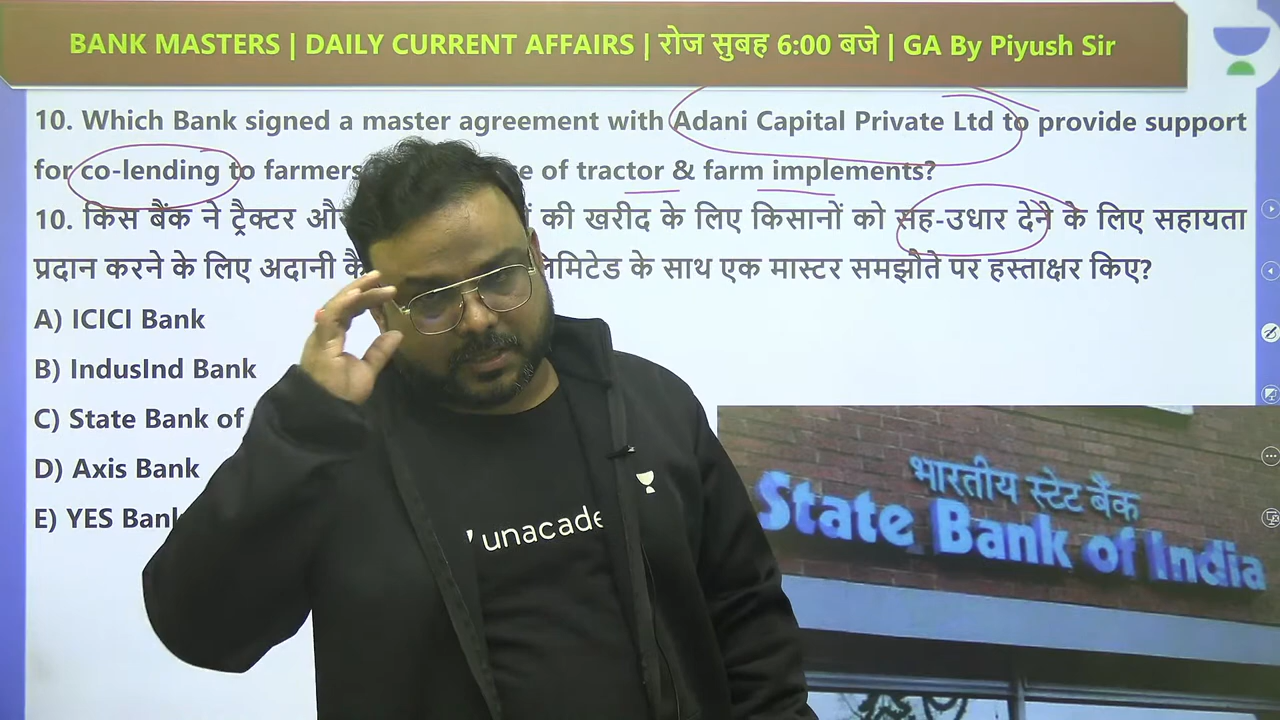 BANK MASTERS | DAILY CURRENT AFFAIRS | रोज सुबह 6:00 बजे | GA By Piyush Sir
10. Which Bank signed a master agreement with Adani Capital Private Ltd to provide support
for co-lending to farmers e of tractor & farm implements?
10. किस बैंक ने ट्रैक्टर और ों की खरीद के लिए किसानों को सह-उधार देने के लिए सहायता
प्रदान करने के लिए अदानी कै लिमिटेड के साथ एक मास्टर समझौते पर हस्ताक्षर किए?
A) ICICI Bank
B) IndusInd Bank
C) State Bank of
D) Axis Bank
E) YES Bank
unacade
भारतीय स्टेट बैंक
State Bank of India